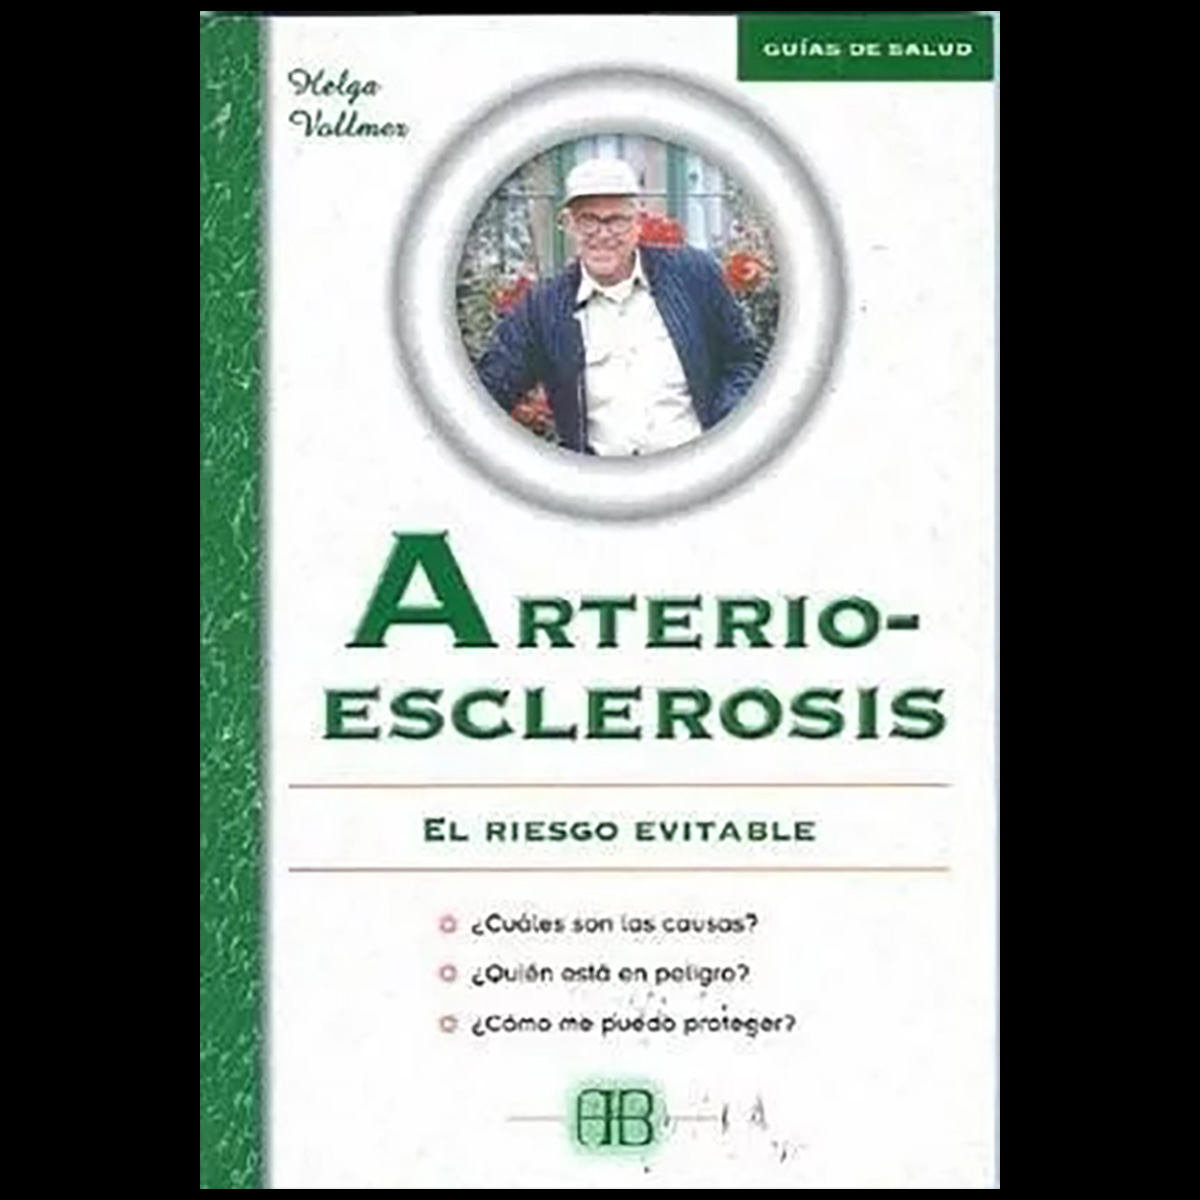 GUÍAS DE SALUD
Helga
Vollmer
ARTERIO-
ESCLEROSIS
EL RIESGO EVITABLE
¿Cuáles son las causas?
¿Quién está en peligro?
¿Cómo me puedo proteger?
AB